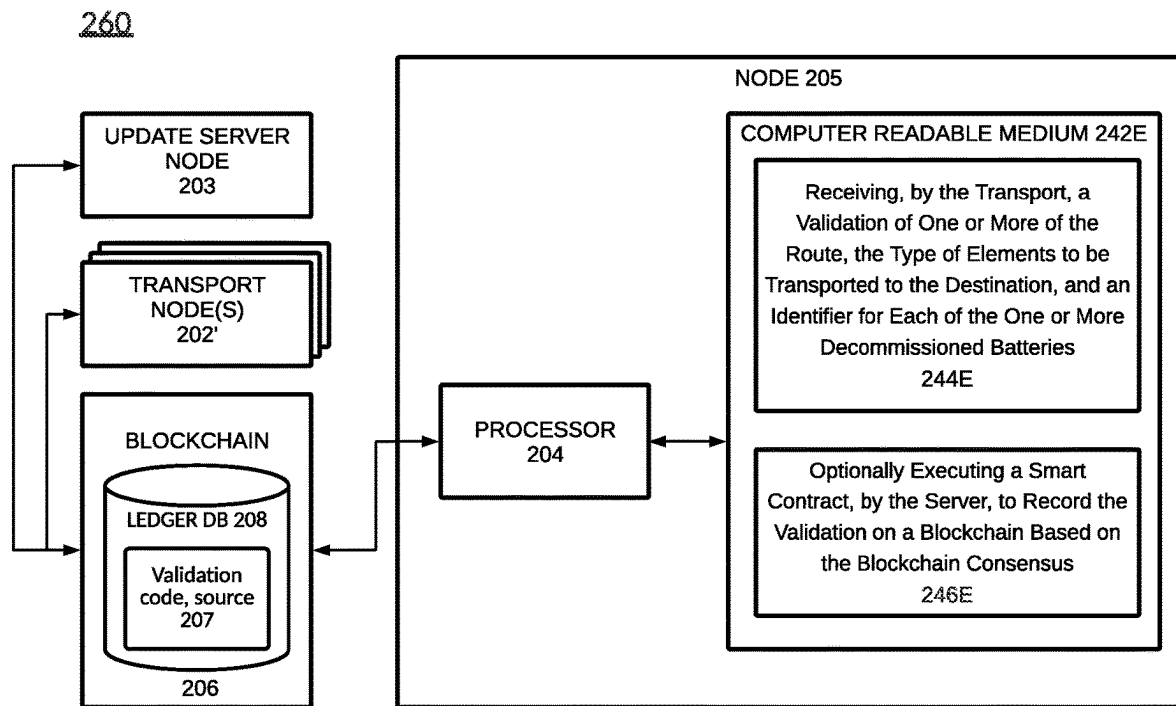 260
UPDATE SERVER
NODE
203
TRANSPORT
NODE(S)
202'
BLOCKCHAIN
LEDGER DB 208
Validation
code, source
207
206
NODE 205
PROCESSOR
204
COMPUTER READABLE MEDIUM 242E
Receiving, by the Transport, a
Validation of One or More of the
Route, the Type of Elements to be
Transported to the Destination, and an
Identifier for Each of the One or More
Decommissioned Batteries
244E
Optionally Executing a Smart
Contract, by the Server, to Record the
Validation on a Blockchain Based on
the Blockchain Consensus
246E